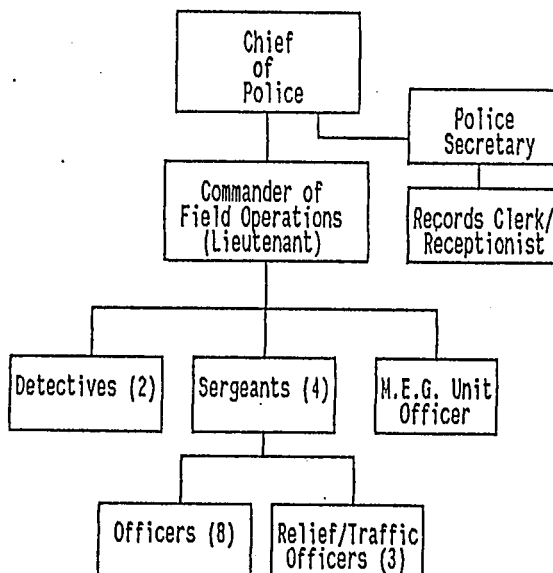 Chief
of
Police
Police
Secretary
Commander of
Field Operations
(Lieutenant)
Records Clerk/
Receptionist
Detectives (2)
Sergeants (4)
M.E.G. Unit
Officer
Officers (8)
Relief/Traffic
Officers (3)